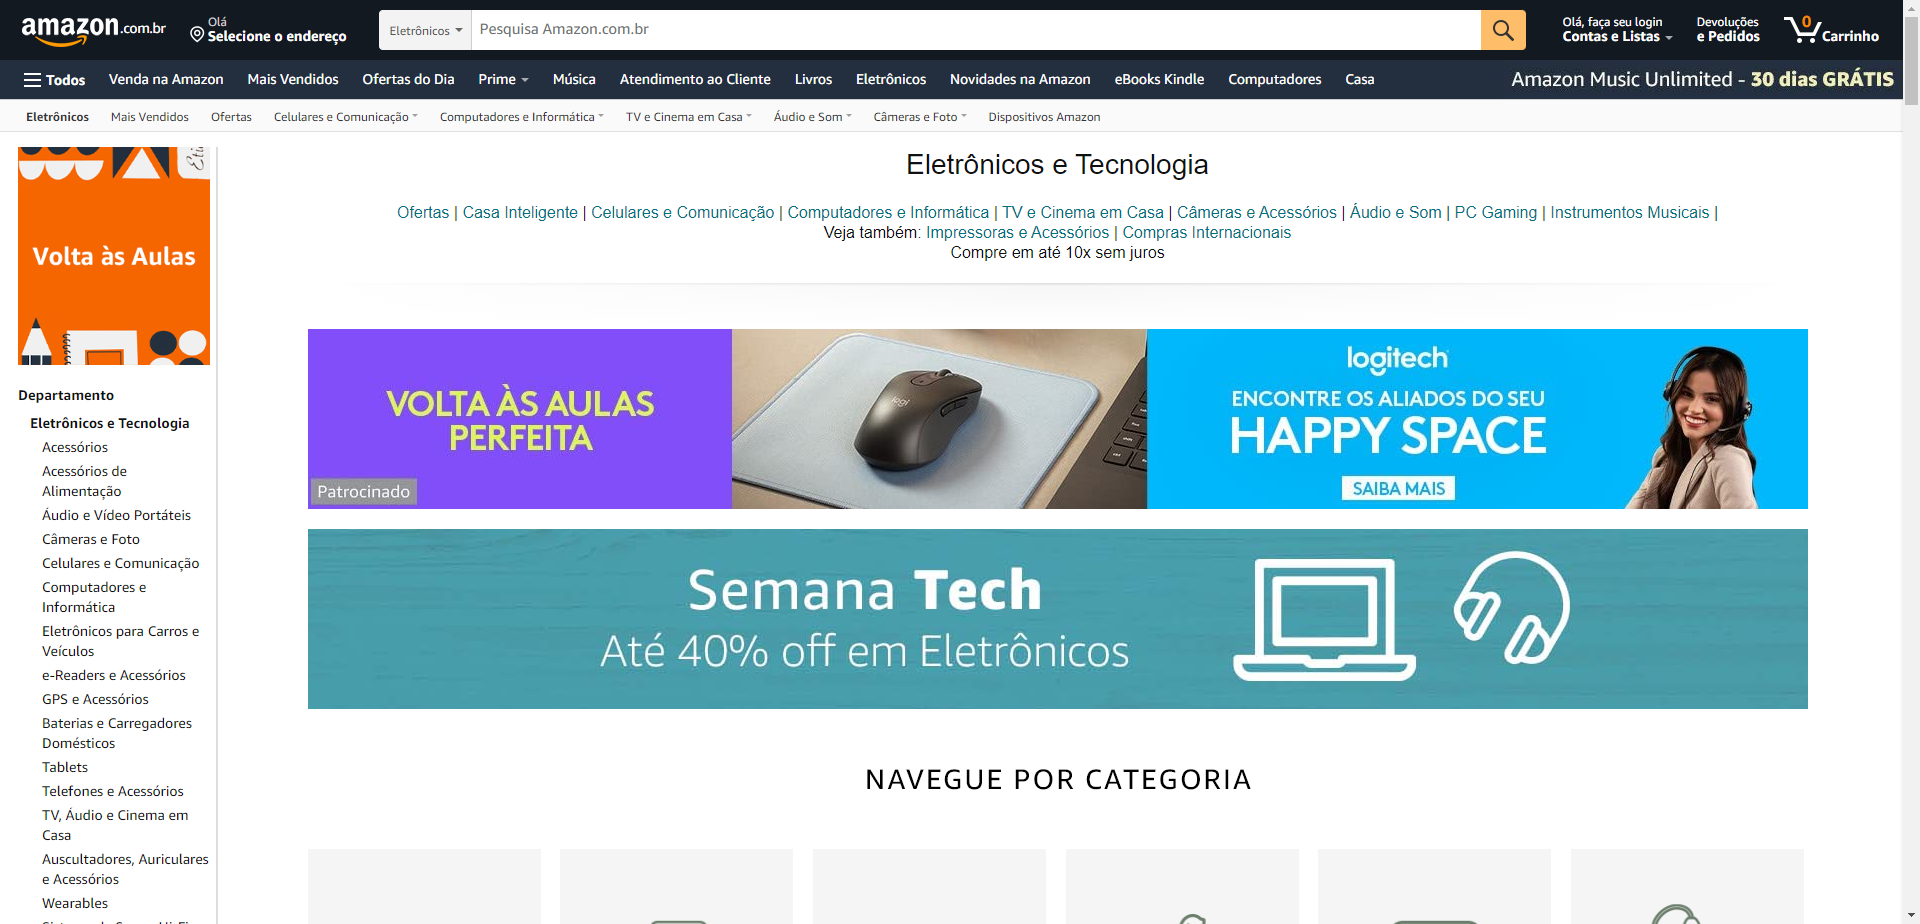 amazon.com.br
Olá
Selecione o endereço
Eletrônicos
Pesquisa Amazon.com.br
Olá, faça seu login
Contas e Listas
Devoluções
e Pedidos
0
Carrinho
Todos
Venda na Amazon
Mais Vendidos
Ofertas do Dia
Prime
Música
Atendimento ao Cliente
Livros
Eletrônicos
Novidades na Amazon
eBooks Kindle
Computadores
Casa
Amazon Music Unlimited - 30 dias GRÁTIS
Eletrônicos
Mais Vendidos
Ofertas
Celulares e Comunicação
Computadores e Informática
TV e Cinema em Casa
Áudio e Som
Câmeras e Foto
Dispositivos Amazon
Volta às Aulas
Departamento
Eletrônicos e Tecnologia
Acessórios
Acessórios de
Alimentação
Áudio e Vídeo Portáteis
Câmeras e Foto
Celulares e Comunicação
Computadores e
Informática
Eletrônicos para Carros e
Veículos
e-Readers e Acessórios
GPS e Acessórios
Baterias e Carregadores
Domésticos
Tablets
Telefones e Acessórios
TV, Áudio e Cinema em
Casa
Auscultadores, Auriculares
e Acessórios
Wearables
Eletrônicos e Tecnologia
Ofertas | Casa Inteligente | Celulares e Comunicação | Computadores e Informática | TV e Cinema em Casa | Câmeras e Acessórios | Áudio e Som | PC Gaming | Instrumentos Musicais |
Veja também: Impressoras e Acessórios | Compras Internacionais
Compre em até 10x sem juros
VOLTA ÀS AULAS
PERFEITA
Patrocinado
logi
logitech
ENCONTRE OS ALIADOS DO SEU
HAPPY SPACE
SAIBA MAIS
Semana Tech
Até 40% off em Eletrônicos
NAVEGUE POR CATEGORIA